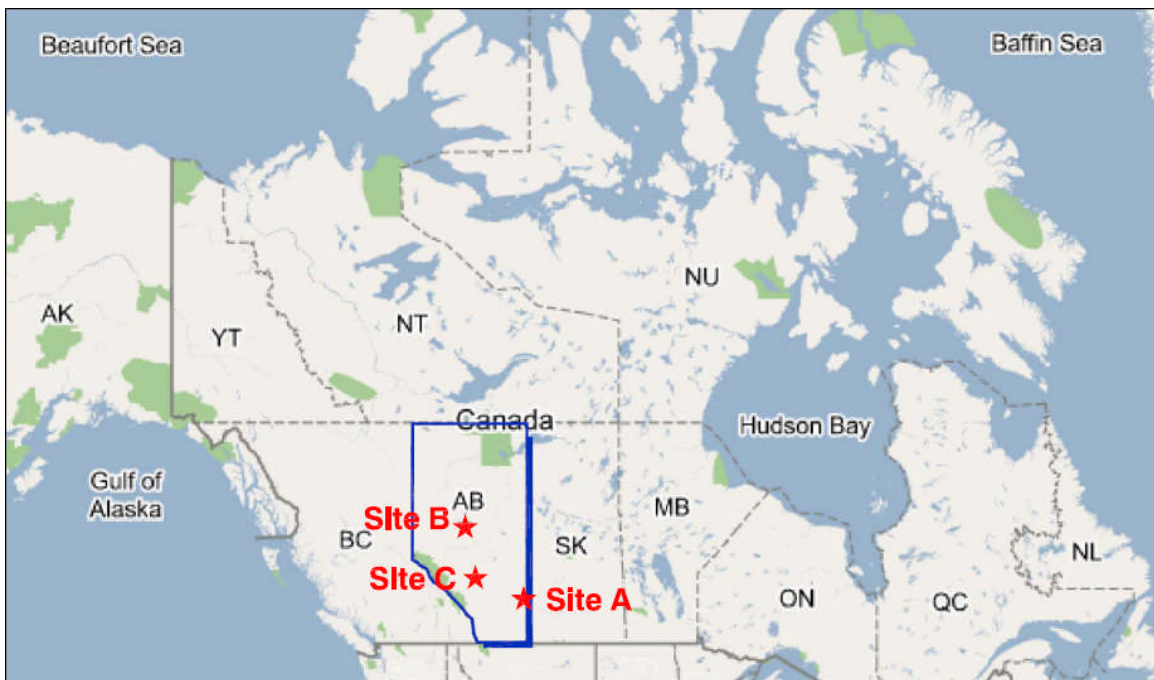 Beaufort Sea
Baffin Sea
NU
AK
NT
YT
Canada
Hudson Bay
Gulf of
Alaska
AB
MB
SIte B
BC
SK
NL
SIte C
Site A
ON
QC